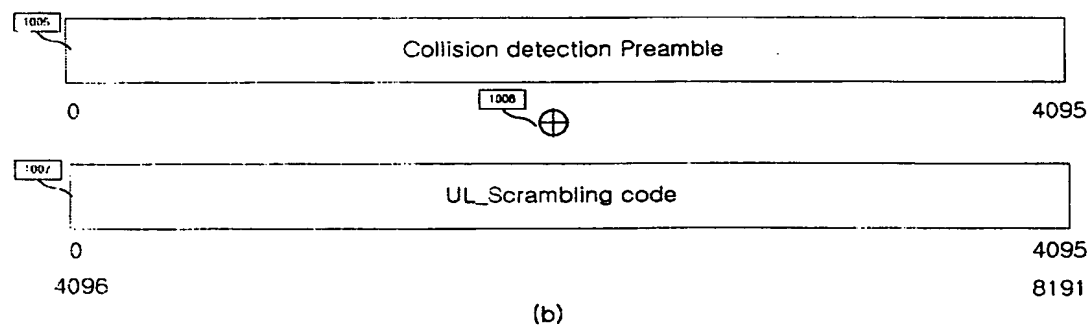 1005
Collision detection Preamble
0 4095
1006
1007
UL_Scrambling code
0 4095
4096 8191
(b)